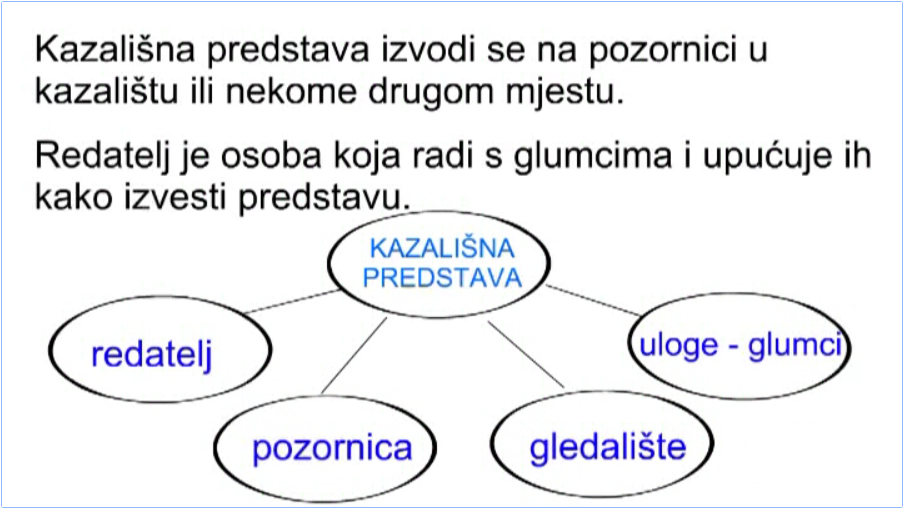 Kazališna predstava izvodi se na pozornici u
kazalištu ili nekome drugom mjestu.
Redatelj je osoba koja radi s glumcima i upućuje ih
kako izvesti predstavu.
KAZALIŠNA
PREDSTAVA
redatelj
uloge - glumci
pozornica
gledalište